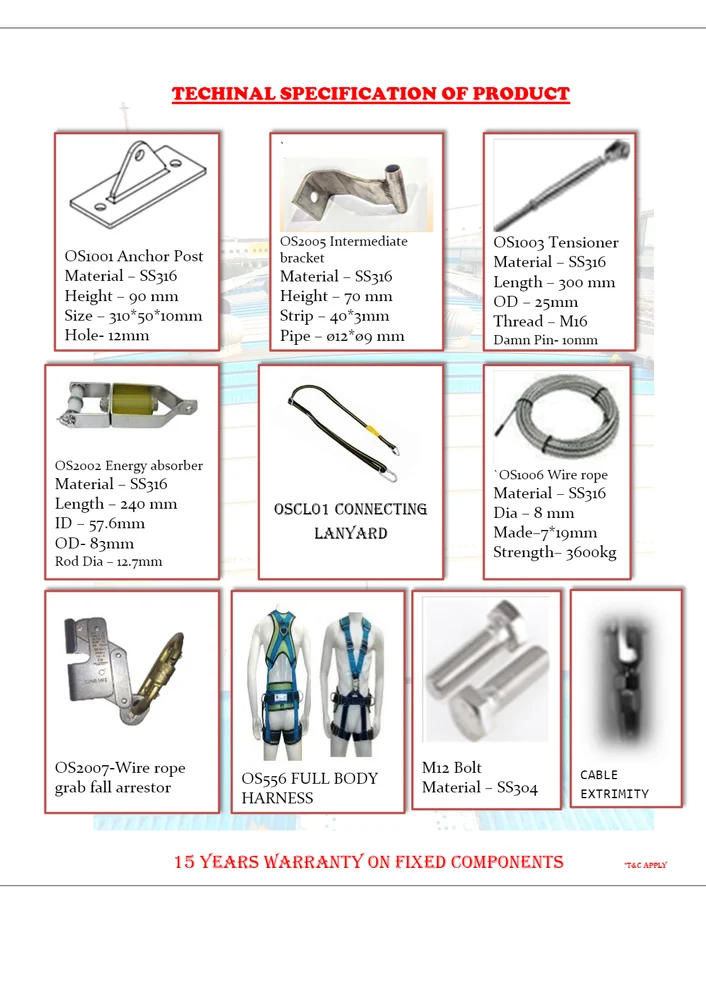 TECHINAL SPECIFICATION OF PRODUCT
OS1001 Anchor Post
Material – SS316
Height – 90 mm
Size – 310*50*10mm
Hole- 12mm
`
OS2005 Intermediate
bracket
Material – SS316
Height – 70 mm
Strip – 40*3mm
Pipe – ø12*ø9 mm
OS1003 Tensioner
Material – SS316
Length – 300 mm
OD – 25mm
Thread – M16
Damn Pin- 10mm
OS2002 Energy absorber
Material – SS316
Length – 240 mm
ID – 57.6mm
OD- 83mm
Rod Dia – 12.7mm
OSCL01 CONNECTING
LANYARD
`OS1006 Wire rope
Material – SS316
Dia – 8 mm
Made–7*19mm
Strength– 3600kg
OS2007-Wire rope
grab fall arrestor
OS556 FULL BODY
HARNESS
M12 Bolt
Material – SS304
CABLE
EXTRIMITY
15 YEARS WARRANTY ON FIXED COMPONENTS
*T&C APPLY